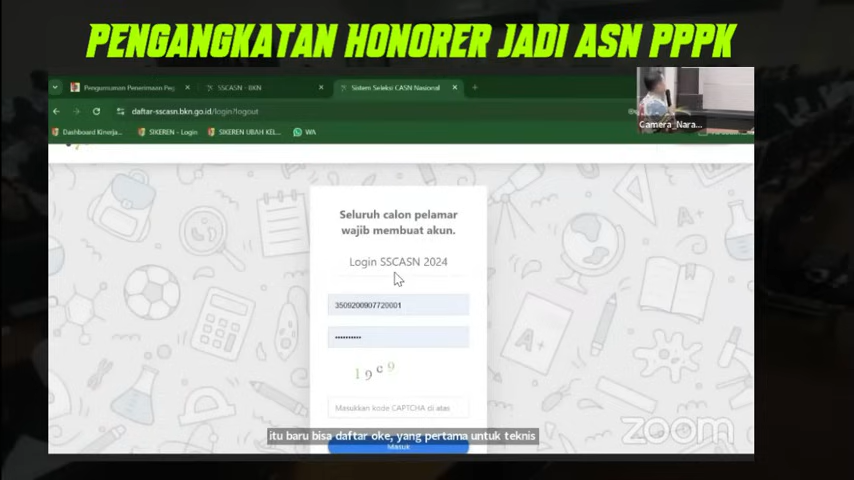 PENGANGKATAN HONORER JADI ASN PPPK
Pengumuman Penerimaan Peg
SSCASN - BKN
Sistem Seleksi CASN Nasional
daftar-sscasn.bkn.go.id/login?logout
Dashboard Kinerja...
SIKEREN - Login
SIKEREN UBAH KEL...
WA
Camera_Nara...
Seluruh calon pelamar
wajib membuat akun.
Login SSCASN 2024
3509200907720001
19c9
Masukkan kode CAPTCHA di atas
itu baru bisa daftar oke, yang pertama untuk teknis
Masuk
zoom